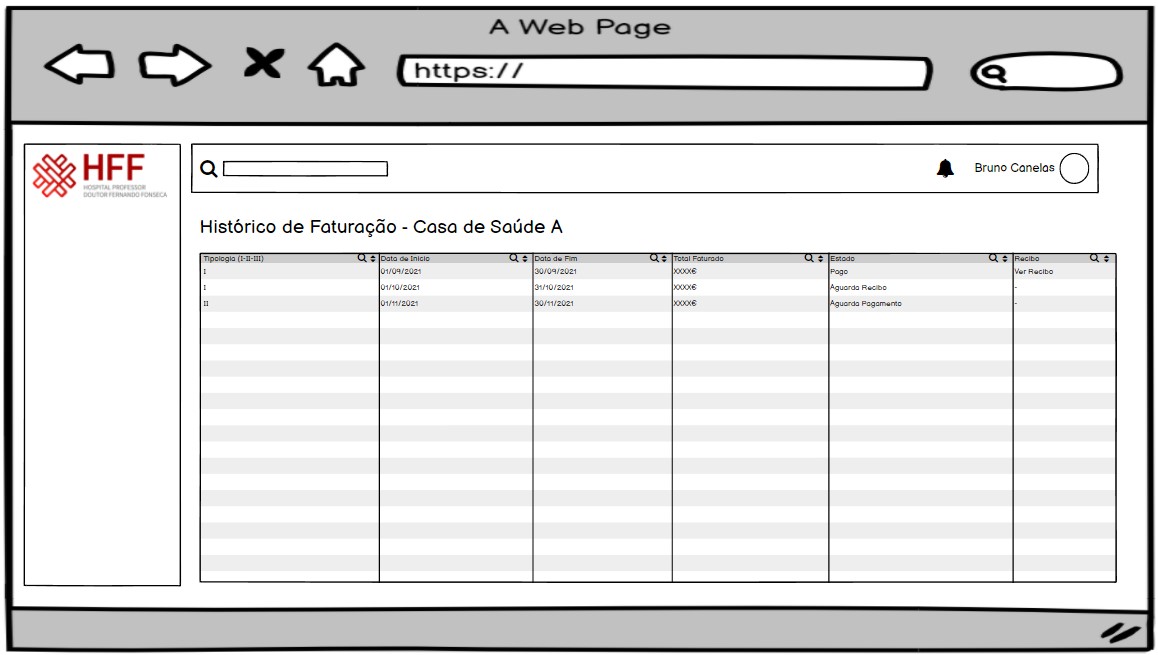 A Web Page
https://
HFF
HOSPITAL PROFESSOR
DOUTOR FERNANDO FONSECA
Bruno Canelas
Histórico de Faturação - Casa de Saúde A
Tipologia (I-II-III) Data de Inicio Data de Fim Total Faturado Estado Recibo
I 01/09/2021 30/09/2021 XXXX€ Pago Ver Recibo
I 01/10/2021 31/10/2021 XXXX€ Aguarda Recibo -
II 01/11/2021 30/11/2021 XXXX€ Aguarda Pagamento -